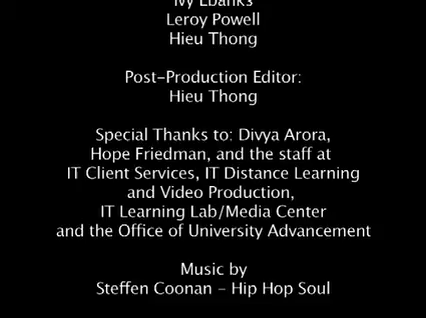 Ivy Ebanks
Leroy Powell
Hieu Thong
Post-Production Editor:
Hieu Thong
Special Thanks to: Divya Arora,
Hope Friedman, and the staff at
IT Client Services, IT Distance Learning
and Video Production,
IT Learning Lab/Media Center
and the Office of University Advancement
Music by
Steffen Coonan - Hip Hop Soul